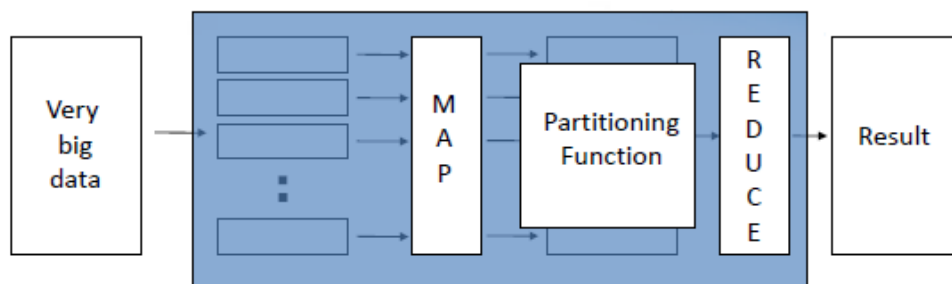 Very
big
data
M
A
P
Partitioning
Function
R
E
D
U
C
E
Result